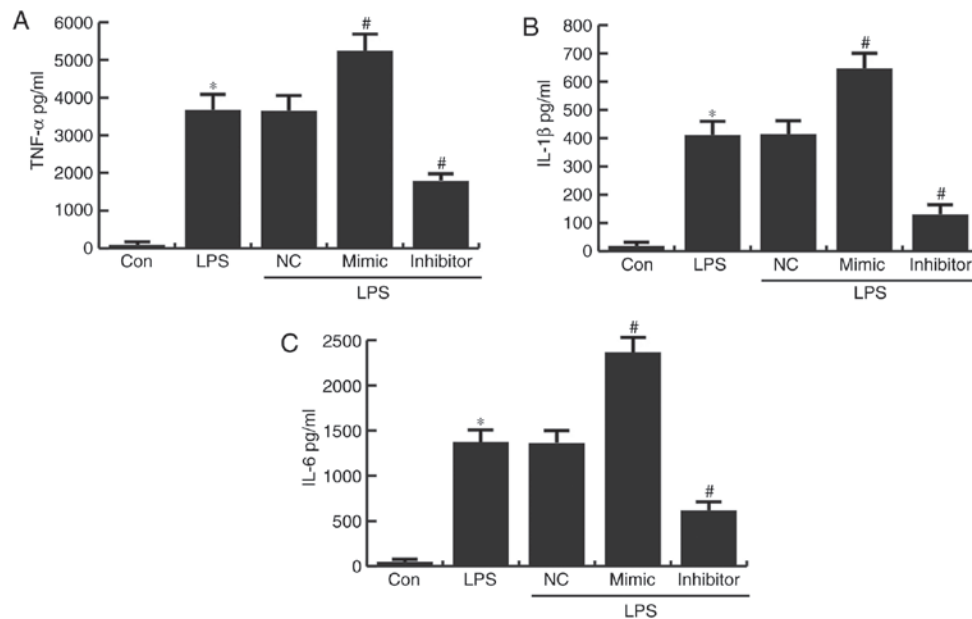 A
TNF-α pg/ml
6000
5000
4000
3000
2000
1000
0
*
#
#
Con LPS NC Mimic Inhibitor
LPS
B
IL-1β pg/ml
800
700
600
500
400
300
200
100
0
*
#
#
Con LPS NC Mimic Inhibitor
LPS
C
IL-6 pg/ml
2500
2000
1500
1000
500
0
*
#
#
Con LPS NC Mimic Inhibitor
LPS